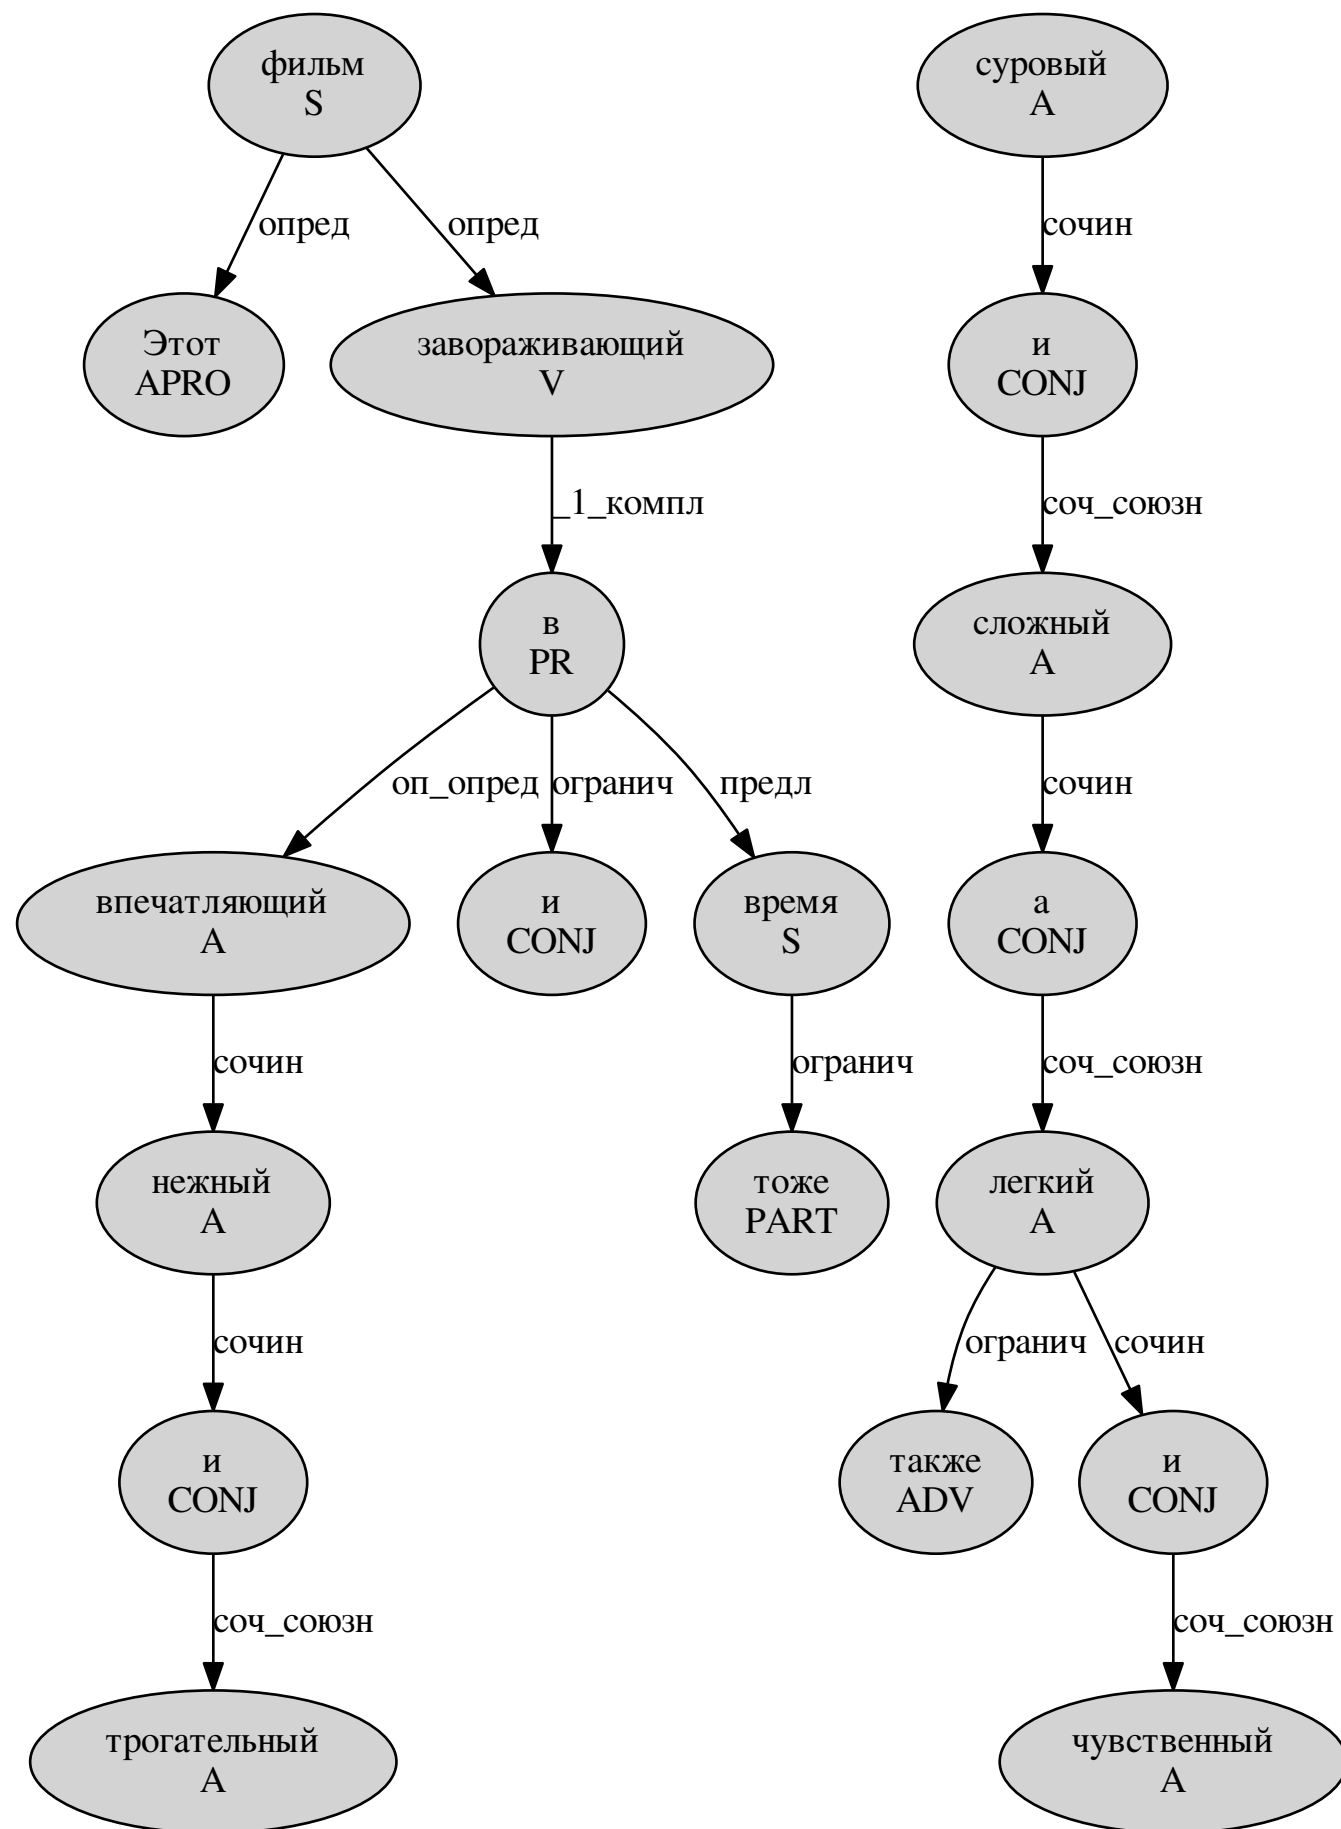 фильм
S
суровый
A
опред
опред
сочин
Этот
APRO
завораживающий
V
и
CONJ
_1_компл
соч_союзн
в
PR
сложный
A
оп_опред
огранич
предл
сочин
впечатляющий
A
и
CONJ
время
S
а
CONJ
сочин
огранич
соч_союзн
нежный
A
тоже
PART
легкий
A
сочин
огранич
сочин
и
CONJ
также
ADV
и
CONJ
соч_союзн
соч_союзн
трогательный
A
чувственный
A